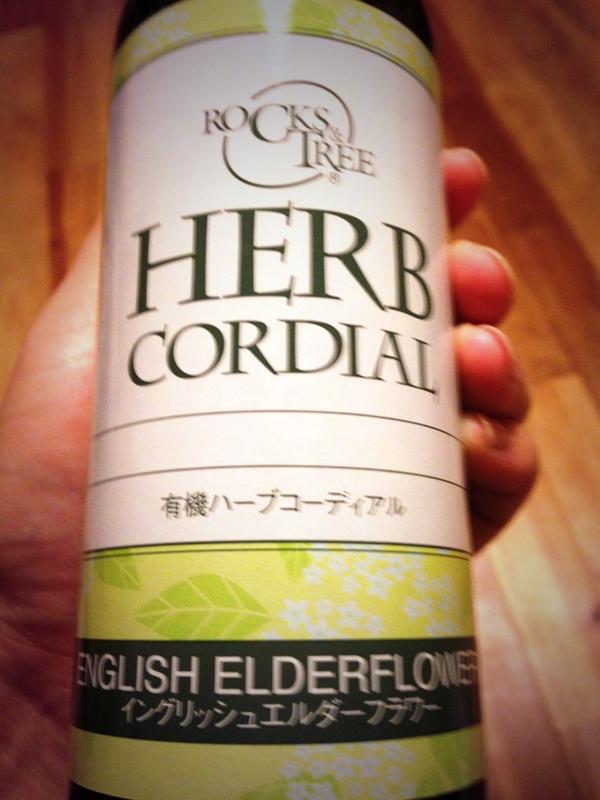 ROCKS &
TREE®
HERB
CORDIAL
有機ハーブコーディアル
ENGLISH ELDERFLOWER
イングリッシュエルダーフラワー